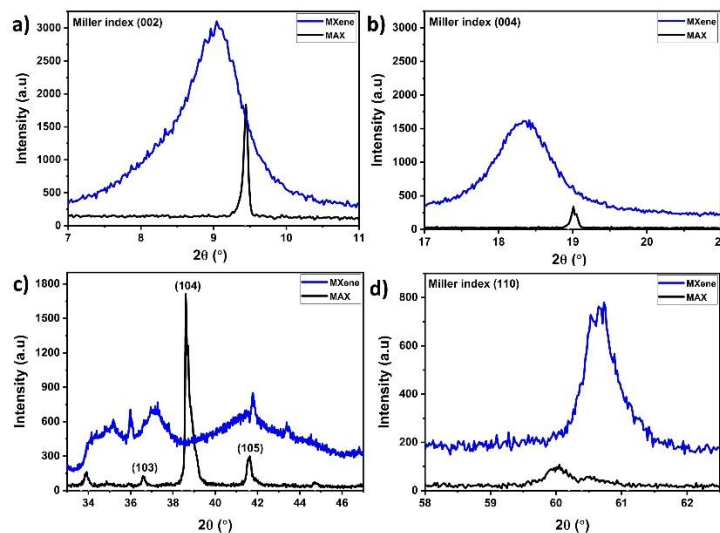 a)
Miller index (002)
MXene
MAX
Intensity (a.u)
3000
2500
2000
1500
1000
500
0
7 8 9 10 11
2θ (°)
b)
Miller index (004)
MXene
MAX
Intensity (a.u)
3000
2500
2000
1500
1000
500
0
17 18 19 20 21
2θ (°)
c)
(104)
MXene
MAX
Intensity (a.u)
1800
1500
1200
900
600
300
0
(103)
(105)
34 36 38 40 42 44 46
2θ (°)
d)
Miller index (110)
MXene
MAX
Intensity (a.u)
800
600
400
200
0
58 59 60 61 62
2θ (°)